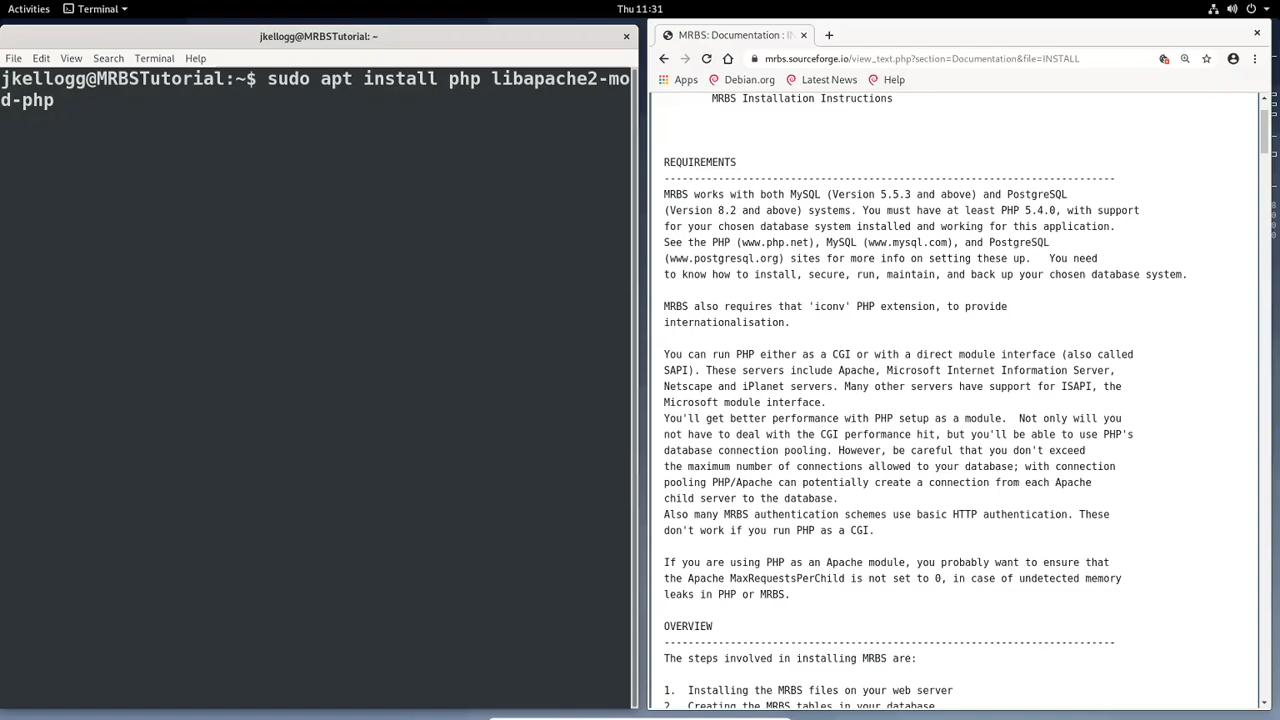 Activities
Terminal
Thu 11:31
jkellogg@MRBSTutorial: ~
File Edit View Search Terminal Help
jkellogg@MRBSTutorial:~$ sudo apt install php libapache2-mo
d-php
MRBS: Documentation : IN
mrbs.sourceforge.io/view_text.php?section=Documentation&file=INSTALL
Apps Debian.org Latest News Help
MRBS Installation Instructions
REQUIREMENTS
---------------------------------------------------------------------------
MRBS works with both MySQL (Version 5.5.3 and above) and PostgreSQL
(Version 8.2 and above) systems. You must have at least PHP 5.4.0, with support
for your chosen database system installed and working for this application.
See the PHP (www.php.net), MySQL (www.mysql.com), and PostgreSQL
(www.postgresql.org) sites for more info on setting these up.   You need
to know how to install, secure, run, maintain, and back up your chosen database system.
MRBS also requires that 'iconv' PHP extension, to provide
internationalisation.
You can run PHP either as a CGI or with a direct module interface (also called
SAPI). These servers include Apache, Microsoft Internet Information Server,
Netscape and iPlanet servers. Many other servers have support for ISAPI, the
Microsoft module interface.
You'll get better performance with PHP setup as a module.  Not only will you
not have to deal with the CGI performance hit, but you'll be able to use PHP's
database connection pooling. However, be careful that you don't exceed
the maximum number of connections allowed to your database; with connection
pooling PHP/Apache can potentially create a connection from each Apache
child server to the database.
Also many MRBS authentication schemes use basic HTTP authentication. These
don't work if you run PHP as a CGI.
If you are using PHP as an Apache module, you probably want to ensure that
the Apache MaxRequestsPerChild is not set to 0, in case of undetected memory
leaks in PHP or MRBS.
OVERVIEW
---------------------------------------------------------------------------
The steps involved in installing MRBS are:
1.  Installing the MRBS files on your web server
2.  Creating the MRBS tables in your database